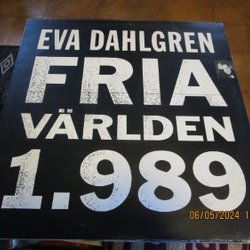 EVA DAHLGREN
FRIA
VÄRLDEN
1.989
06/05/2024